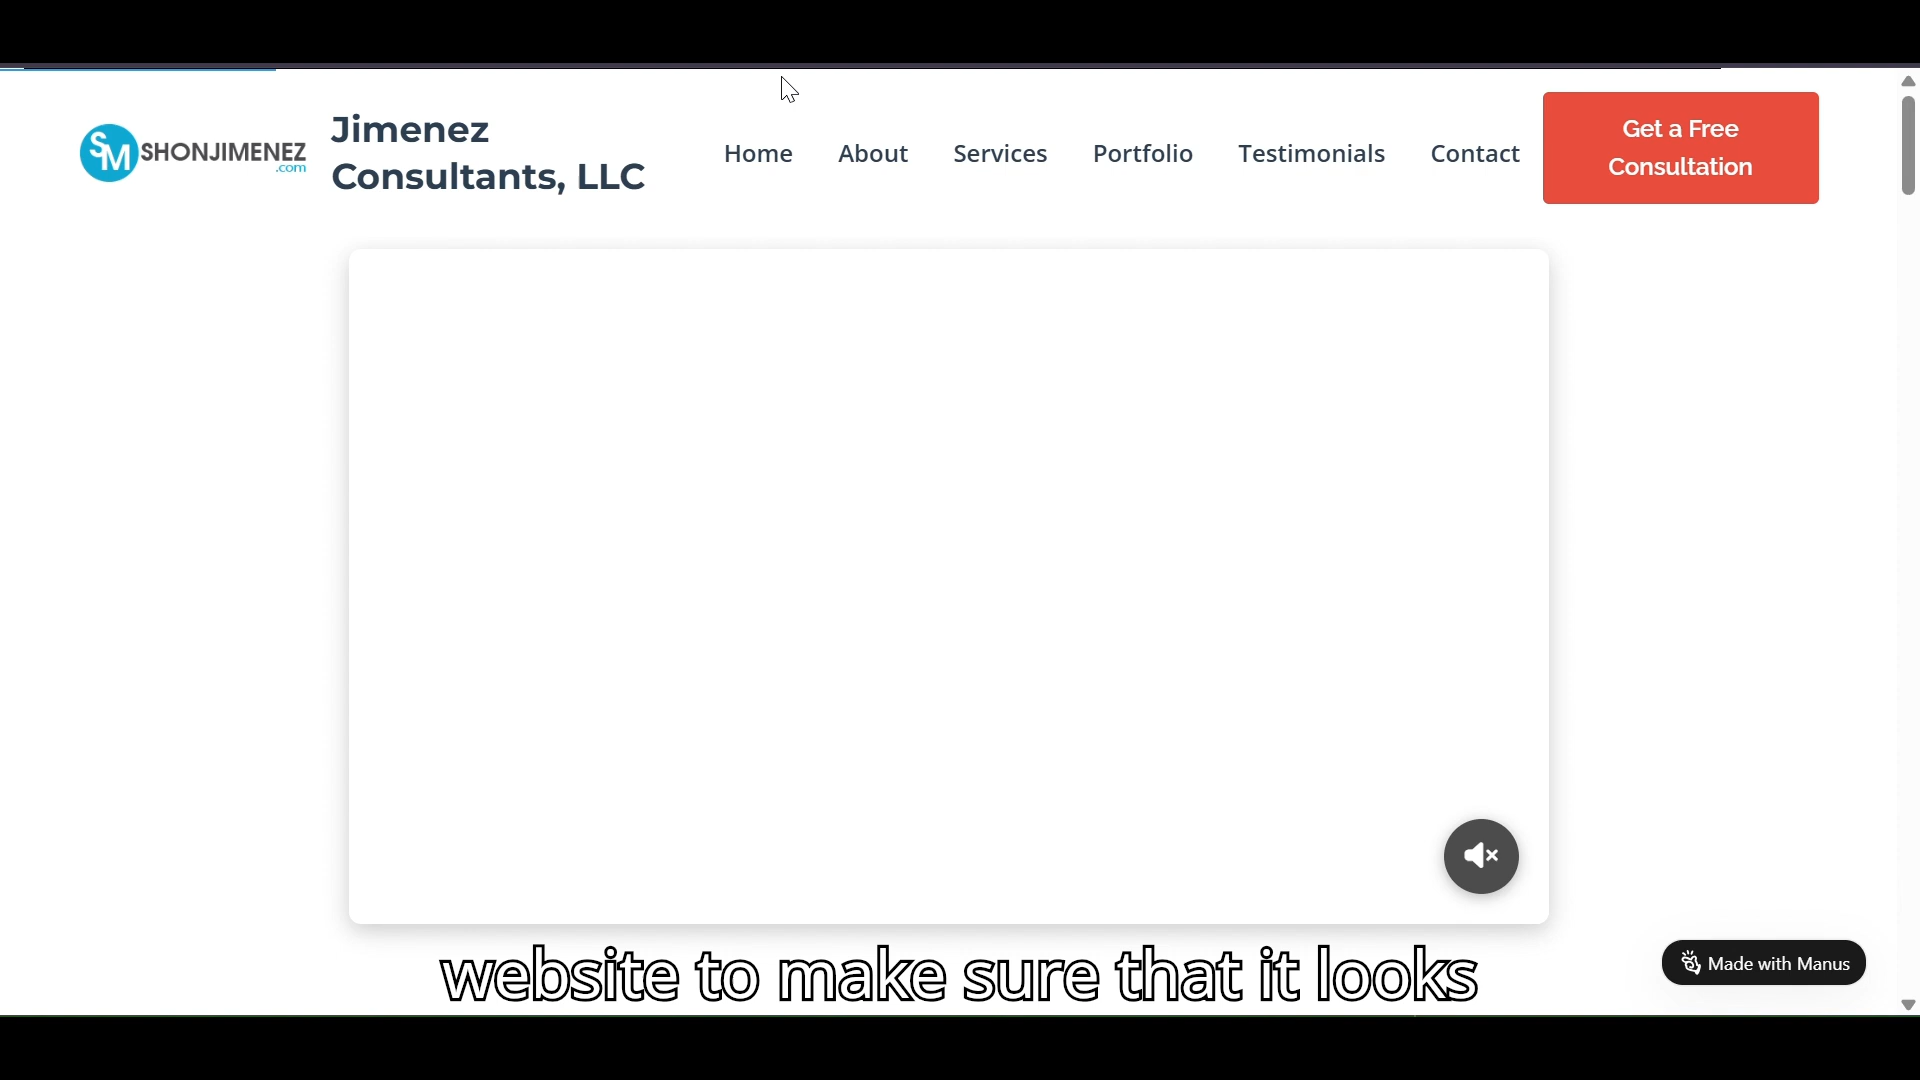 SM SHONJIMENEZ
.com
Jimenez
Consultants, LLC
Home About Services Portfolio Testimonials Contact
Get a Free
Consultation
website to make sure that it looks
Made with Manus